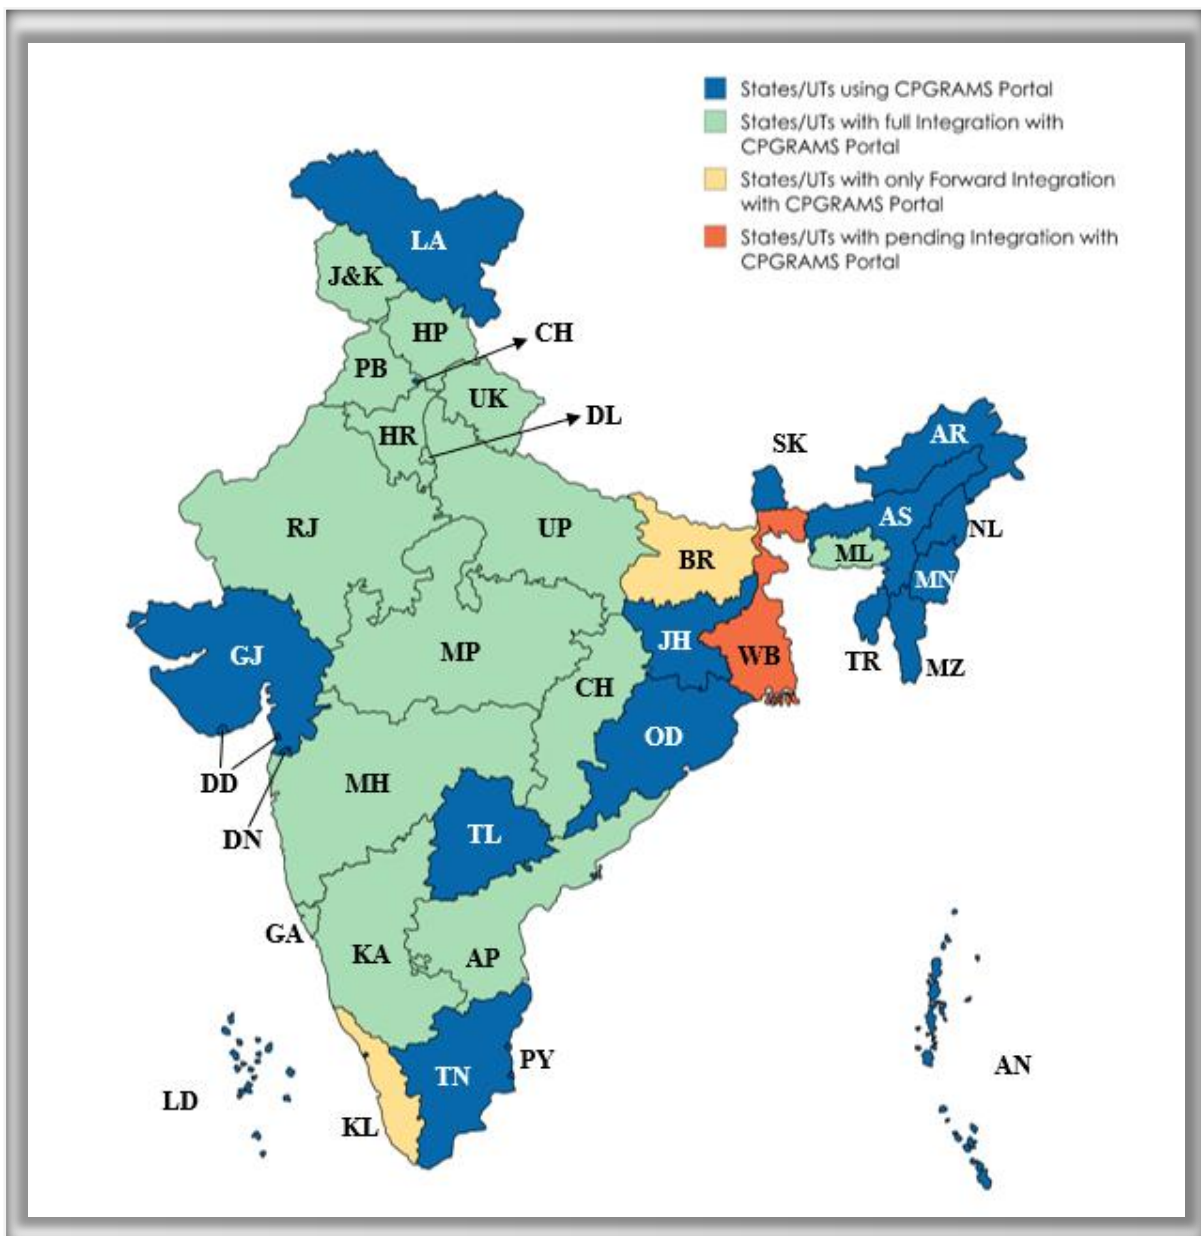 States/UTs using CPGRAMS Portal
States/UTs with full Integration with
CPGRAMS Portal
States/UTs with only Forward Integration
with CPGRAMS Portal
States/UTs with pending Integration with
CPGRAMS Portal
LA
J&K
HP
CH
PB
UK
DL
HR
SK
AR
RJ
UP
AS
NL
BR
ML
MN
GJ
MP
JH
WB
TR
MZ
CH
OD
DD
MH
DN
TL
GA
KA
AP
PY
AN
TN
LD
KL